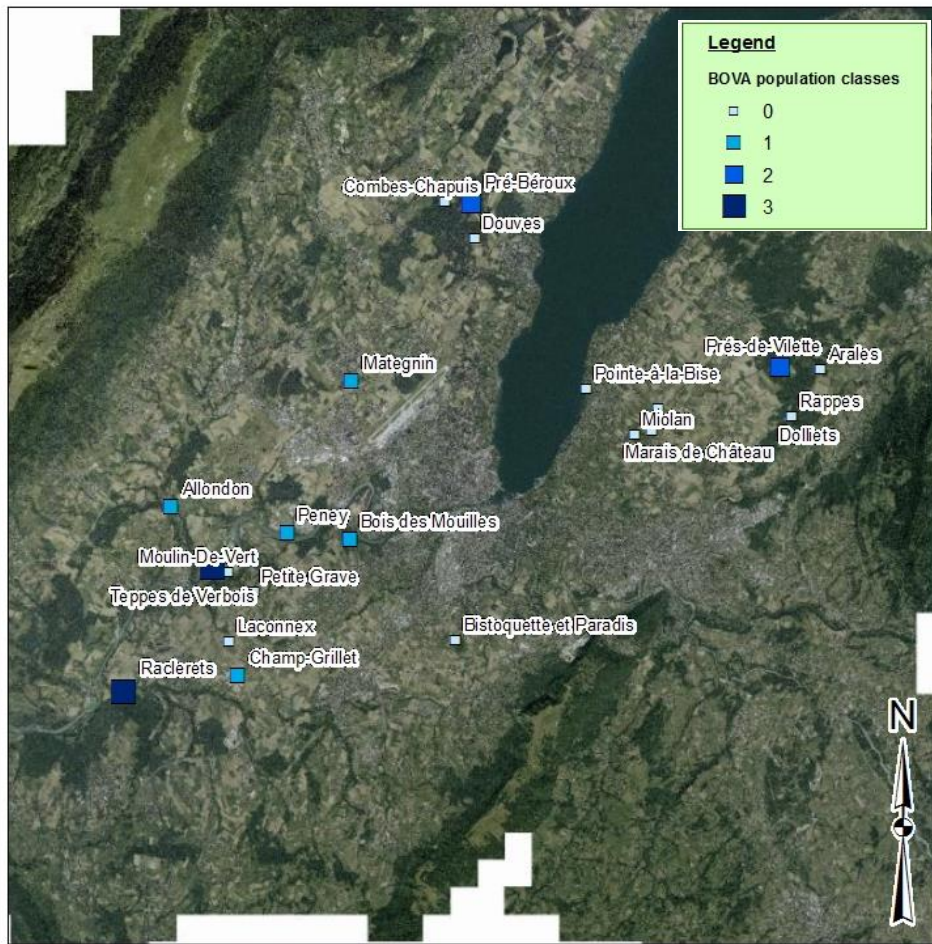 Legend
BOVA population classes
0
1
2
3
Combes-Chapuis
Pré-Béroux
Douves
Mategnin
Prés-de-Vilette
Arales
Pointe-à-la-Bise
Rappes
Miolan
Dolliets
Marais de Château
Allondon
Peney
Bois des Mouilles
Moulin-De-Vert
Petite Grave
Teppes de Verbois
Laconnex
Bistoquette et Paradis
Champ-Grillet
Raclerets
N